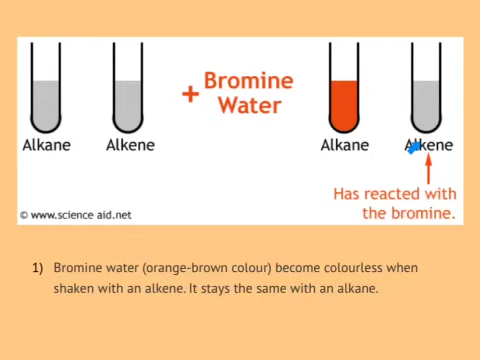 + Bromine
Water
Alkane Alkene Alkane Alkene
Has reacted with
the bromine.
© www.science aid.net
1) Bromine water (orange-brown colour) become colourless when
shaken with an alkene. It stays the same with an alkane.